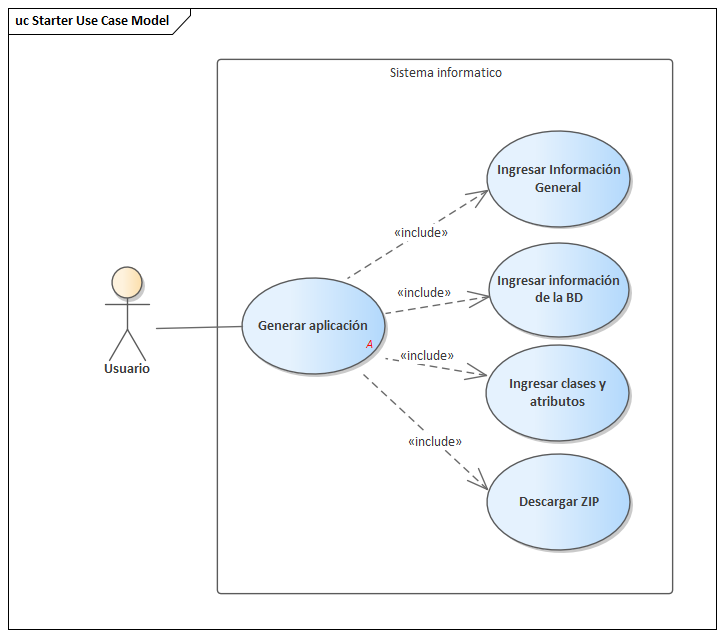 uc Starter Use Case Model
Sistema informatico
Ingresar Información
General
«include»
Ingresar información
de la BD
«include»
Generar aplicación
A
«include»
Ingresar clases y
atributos
Usuario
«include»
Descargar ZIP